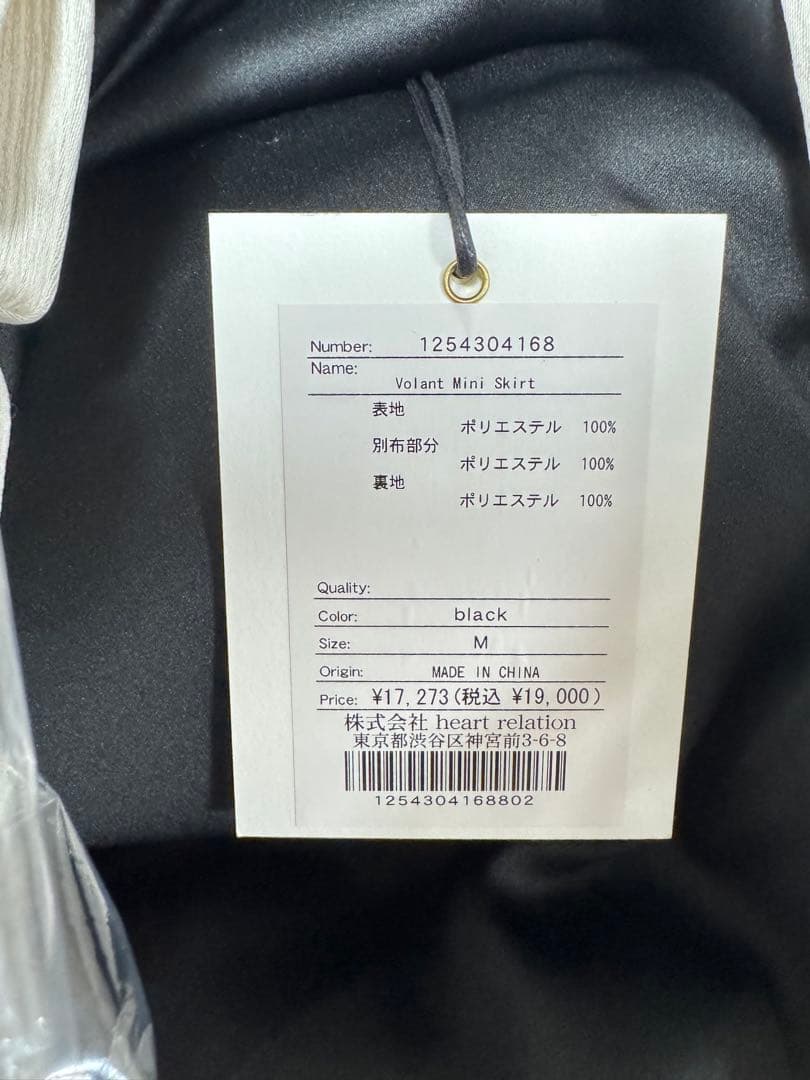 Number: 1254304168
Name:
Volant Mini Skirt
表地
ポリエステル 100%
別布部分
ポリエステル 100%
裏地
ポリエステル 100%
Quality:
Color: black
Size: M
Origin: MADE IN CHINA
Price: ¥17,273(税込 ¥19,000)
株式会社 heart relation
東京都渋谷区神宮前3-6-8
1254304168802